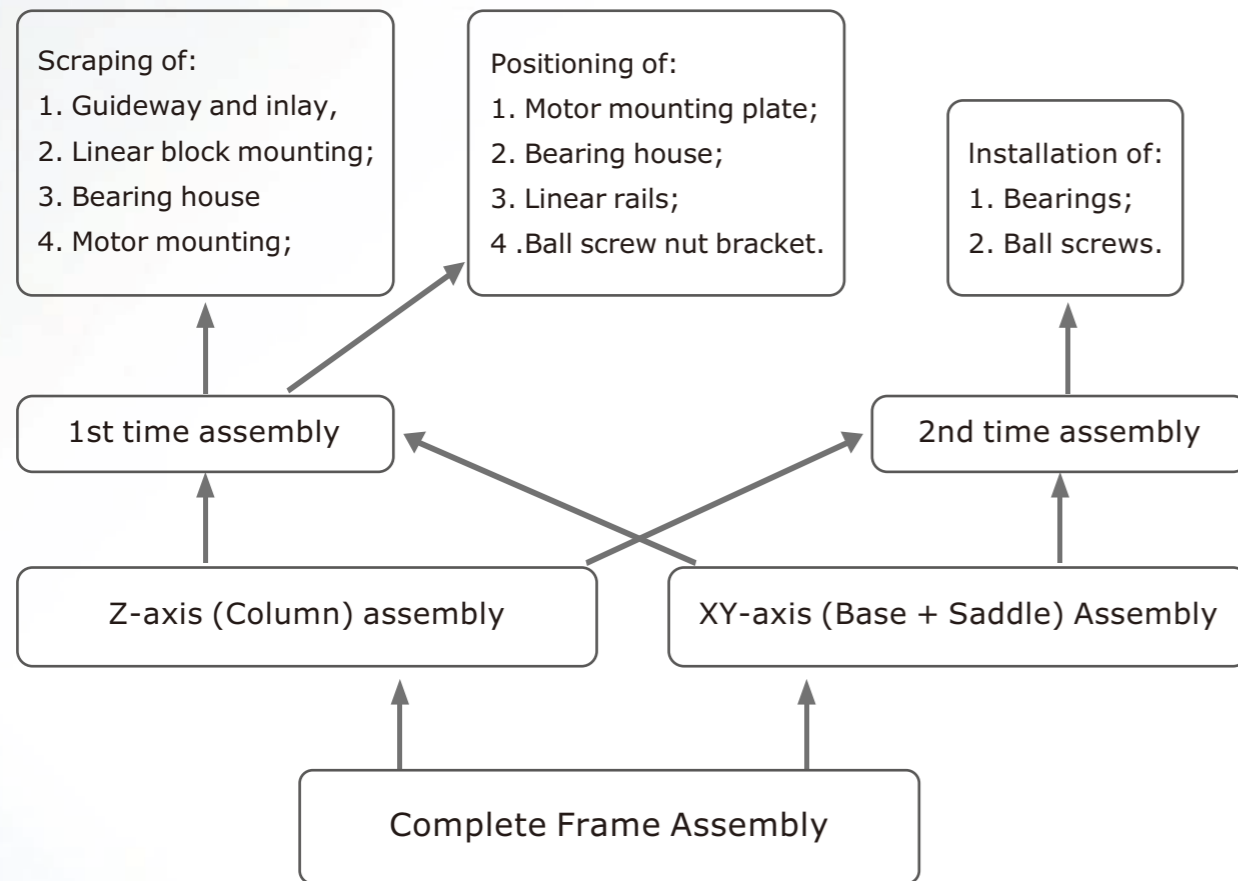 Scraping of:
1. Guideway and inlay,
2. Linear block mounting;
3. Bearing house
4. Motor mounting;
Positioning of:
1. Motor mounting plate;
2. Bearing house;
3. Linear rails;
4 .Ball screw nut bracket.
Installation of:
1. Bearings;
2. Ball screws.
1st time assembly
2nd time assembly
Z-axis (Column) assembly
XY-axis (Base + Saddle) Assembly
Complete Frame Assembly